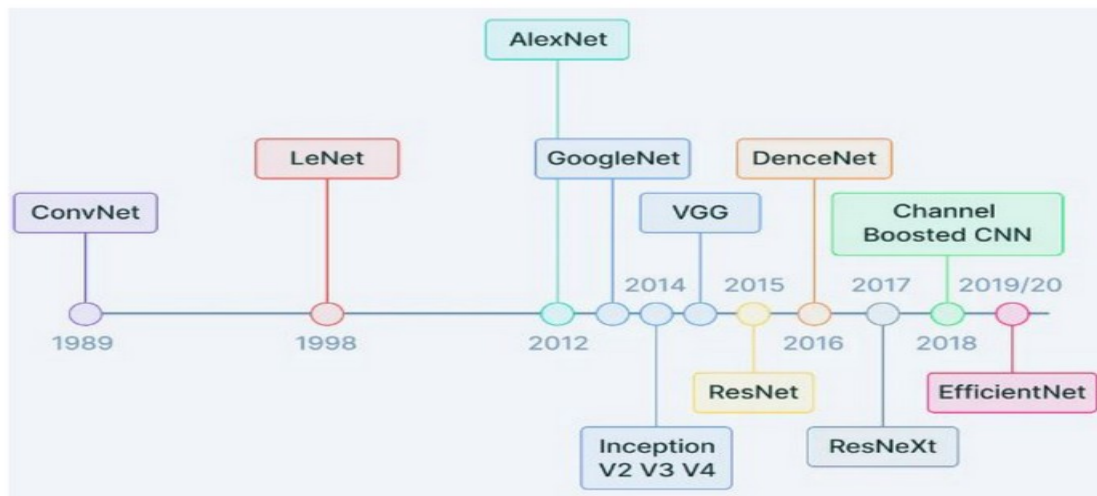 AlexNet
LeNet
GoogleNet
DenceNet
ConvNet
VGG
Channel
Boosted CNN
2014
2015
2017
2019/20
1989
1998
2012
2016
2018
ResNet
EfficientNet
Inception
V2 V3 V4
ResNeXt